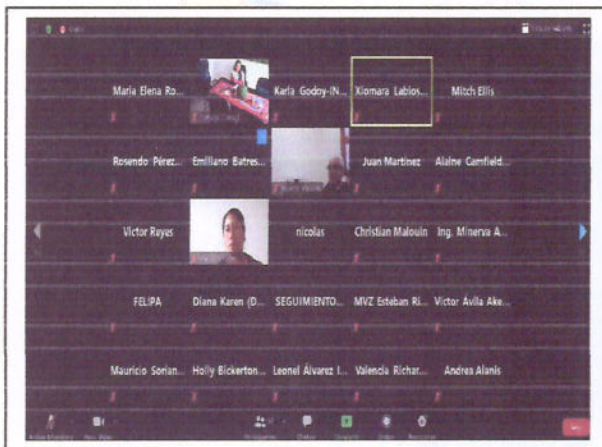 Maria Elena Ro... Karla Godoy-IN... Xiomara Labios... Mitch Ellis
Rosendo Pérez... Emiliano Batres... Juan Martinez Alaine Camfield...
Victor Reyes nicolas Christian Malouin Ing. Minerva A...
FELIPA Diana Karen (D... SEGUIMIENTO... MVZ Esteban Ri... Victor Avila Ake...
Mauricio Sorian... Holly Bickerton... Leonel Álvarez I... Valencia Richar... Andrea Alanis